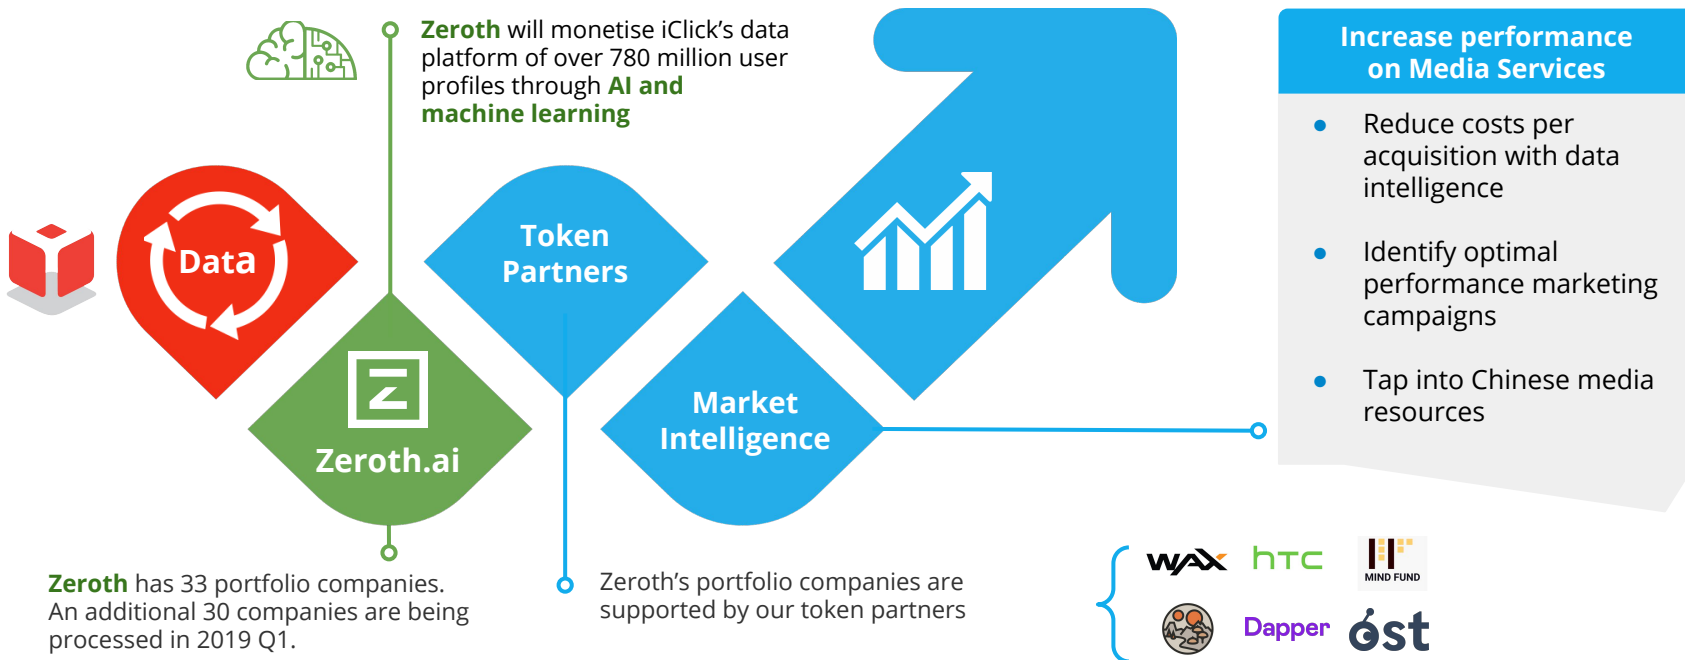 Zeroth will monetise iClick’s data
platform of over 780 million user
profiles through AI and
machine learning
Data
Zeroth.ai
Token
Partners
Market
Intelligence
Increase performance
on Media Services
Reduce costs per
acquisition with data
intelligence
Identify optimal
performance marketing
campaigns
Tap into Chinese media
resources
Zeroth has 33 portfolio companies.
An additional 30 companies are being
processed in 2019 Q1.
Zeroth’s portfolio companies are
supported by our token partners
WAX
hTC
MIND FUND
Dapper
ost